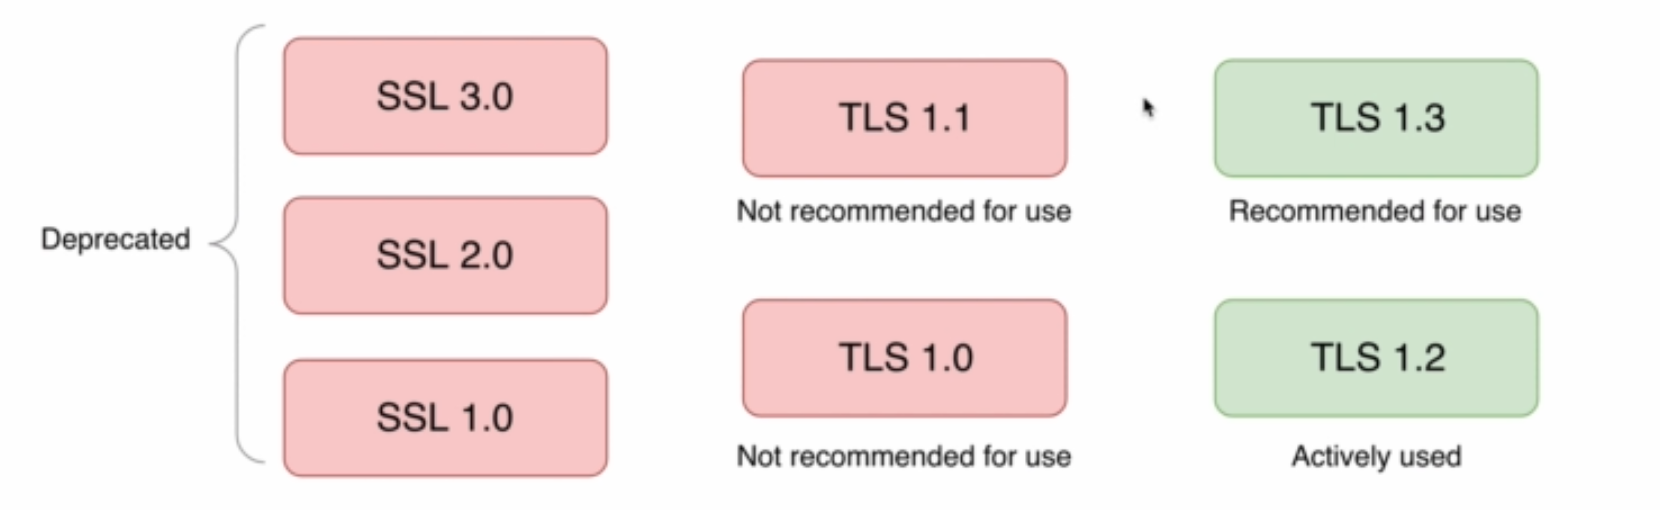 Deprecated
SSL 3.0
SSL 2.0
SSL 1.0
TLS 1.1
Not recommended for use
TLS 1.0
Not recommended for use
TLS 1.3
Recommended for use
TLS 1.2
Actively used